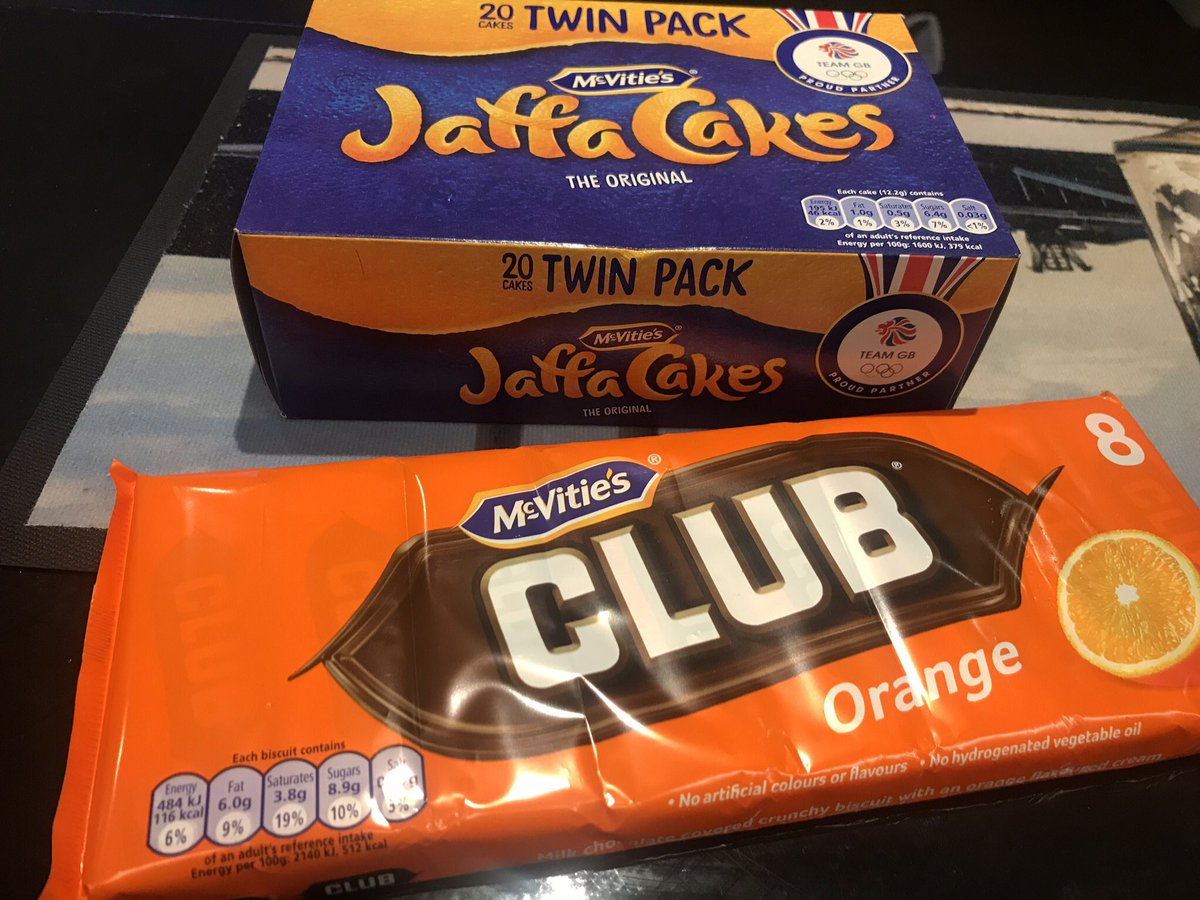 20 CAKES TWIN PACK
McVitie's®
Jaffa Cakes
THE ORIGINAL
TEAM GB
PROUD PARTNER
Each cake (12.2g) contains
Energy 195 kJ 46 kcal 2%
Fat 1.0g 1%
Saturates 0.5g 3%
Sugars 6.4g 7%
Salt 0.03g <1%
of an adult's reference intake
Energy per 100g: 1600 kJ, 379 kcal
20 CAKES TWIN PACK
McVitie's®
Jaffa Cakes
THE ORIGINAL
TEAM GB
PROUD PARTNER
8
McVitie's®
CLUB®
Orange
• No artificial colours or flavours • No hydrogenated vegetable oil
Milk chocolate covered crunchy biscuit with an orange flavoured cream
Each biscuit contains
Energy 484 kJ 116 kcal 6%
Fat 6.0g 9%
Saturates 3.8g 19%
Sugars 8.9g 10%
Salt
of an adult's reference intake
Energy per 100g: 2140 kJ, 512 kcal
CLUB